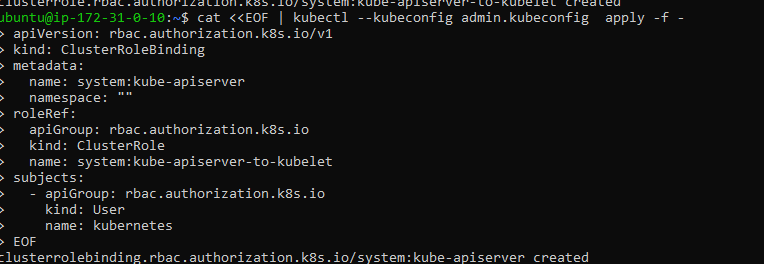 clusterrole.rbac.authorization.k8s.io/system:kube-apiserver-to-kubelet created
ubuntu@ip-172-31-0-10:~$ cat <<EOF | kubectl --kubeconfig admin.kubeconfig  apply -f -
> apiVersion: rbac.authorization.k8s.io/v1
> kind: ClusterRoleBinding
> metadata:
>   name: system:kube-apiserver
>   namespace: ""
> roleRef:
>   apiGroup: rbac.authorization.k8s.io
>   kind: ClusterRole
>   name: system:kube-apiserver-to-kubelet
> subjects:
>   - apiGroup: rbac.authorization.k8s.io
>     kind: User
>     name: kubernetes
> EOF
clusterrolebinding.rbac.authorization.k8s.io/system:kube-apiserver created